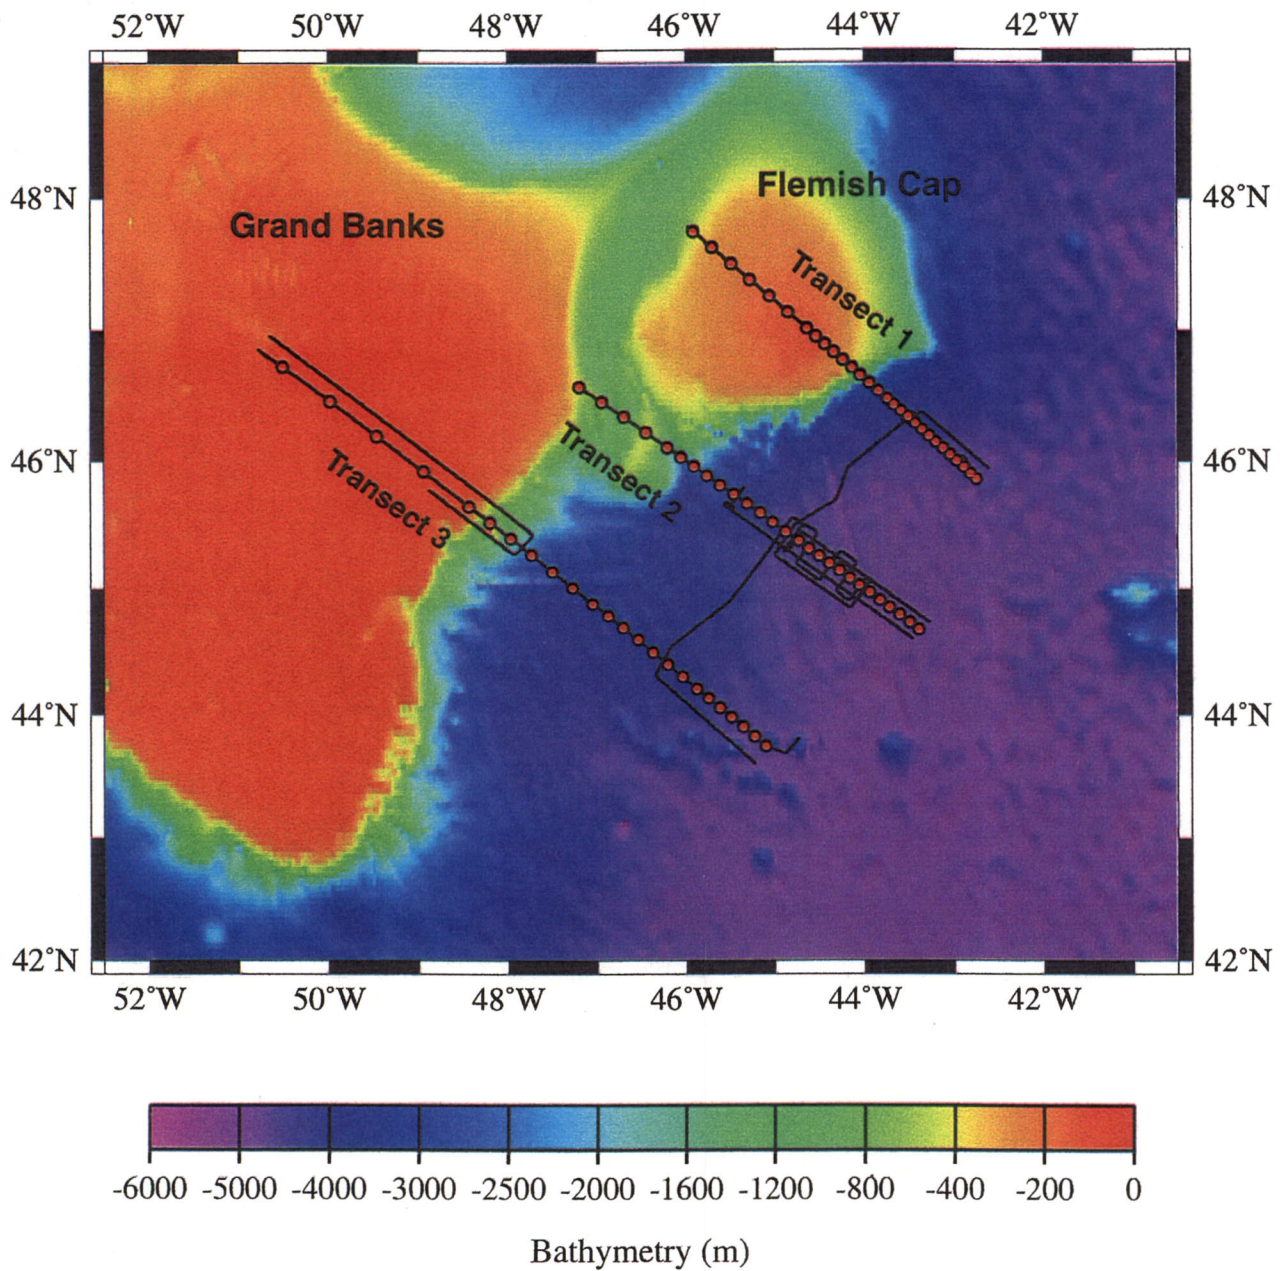 52°W 50°W 48°W 46°W 44°W 42°W
48°N 48°N
Flemish Cap
Grand Banks
Transect 1
46°N 46°N
Transect 2
Transect 3
44°N 44°N
42°N 42°N
52°W 50°W 48°W 46°W 44°W 42°W
-6000 -5000 -4000 -3000 -2500 -2000 -1600 -1200 -800 -400 -200 0
Bathymetry (m)